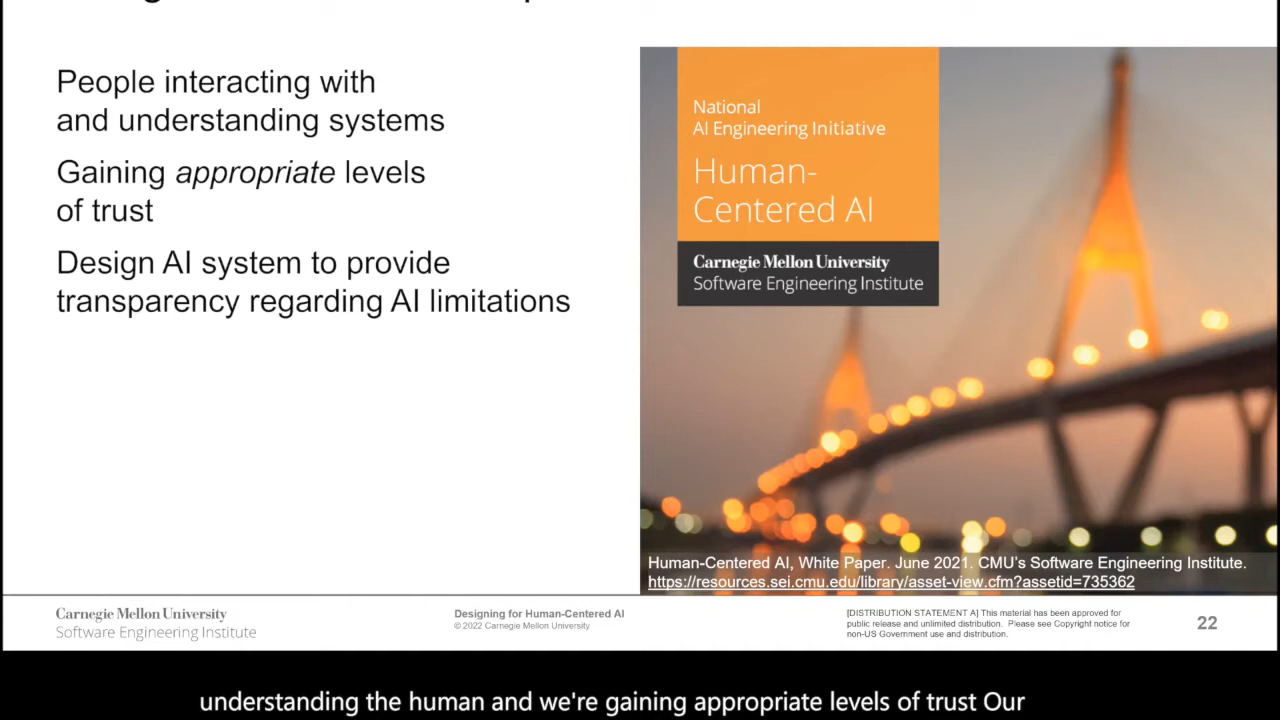 People interacting with
and understanding systems
Gaining appropriate levels
of trust
Design AI system to provide
transparency regarding AI limitations
National
AI Engineering Initiative
Human-
Centered AI
Carnegie Mellon University
Software Engineering Institute
Human-Centered AI, White Paper. June 2021. CMU's Software Engineering Institute.
https://resources.sei.cmu.edu/library/asset-view.cfm?assetid=735362
Carnegie Mellon University
Software Engineering Institute
Designing for Human-Centered AI
© 2022 Carnegie Mellon University
[DISTRIBUTION STATEMENT A] This material has been approved for
public release and unlimited distribution. Please see Copyright notice for
non-US Government use and distribution.
22
understanding the human and we're gaining appropriate levels of trust Our